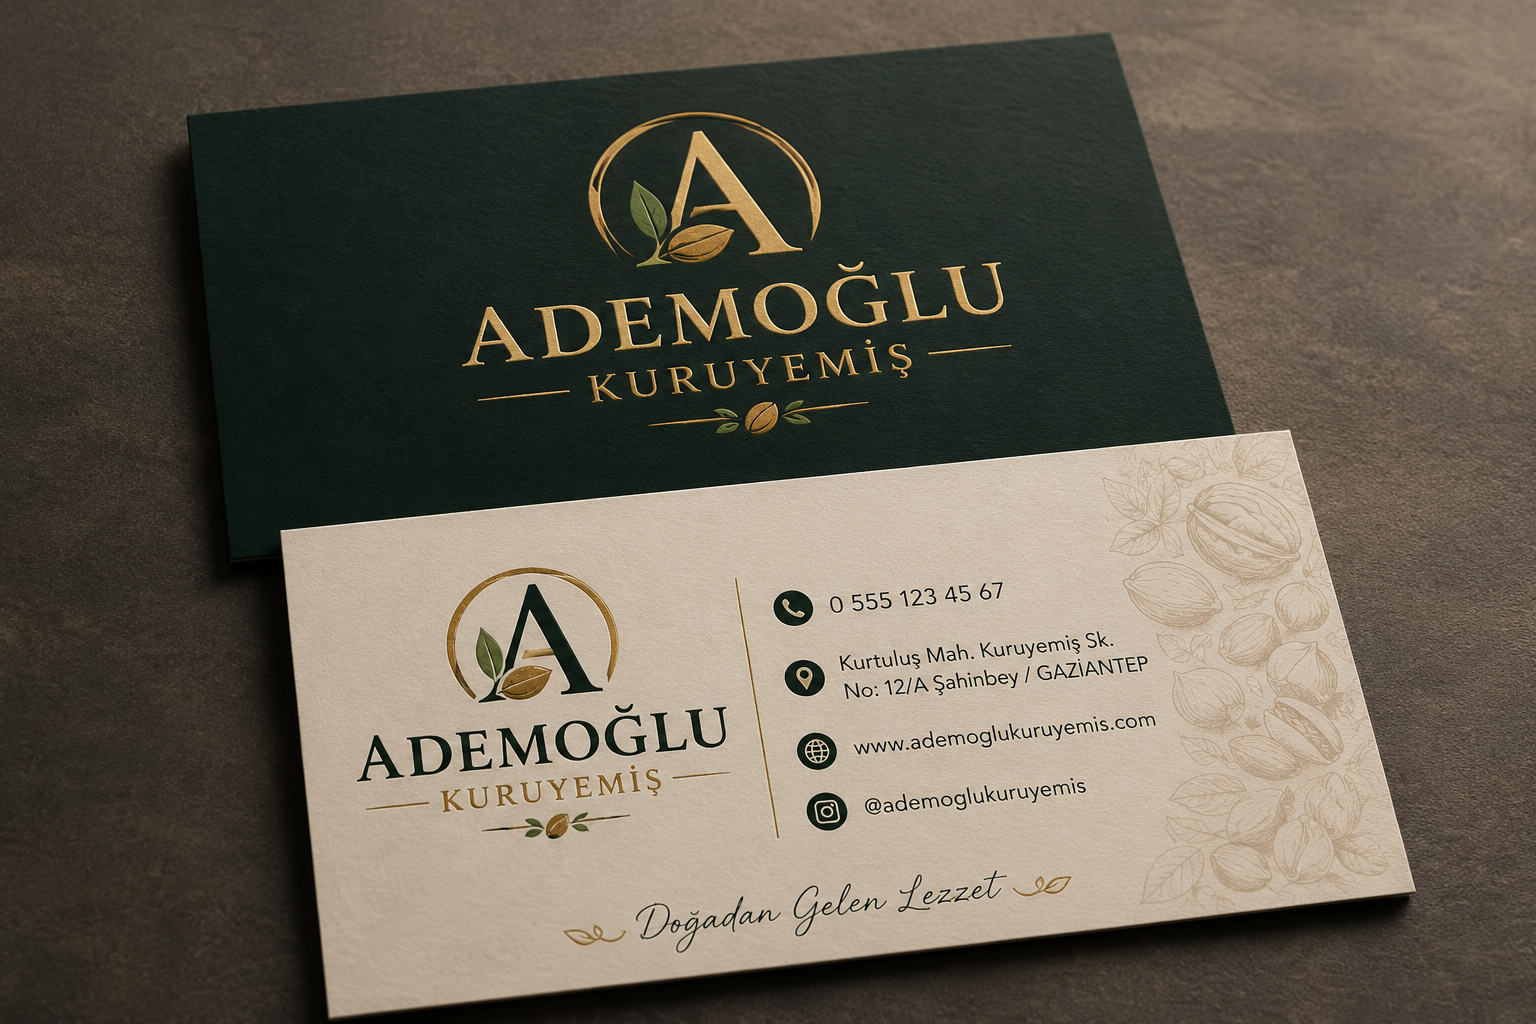 A
ADEMOĞLU
KURUYEMİŞ
A
ADEMOĞLU
KURUYEMİŞ
0 555 123 45 67
Kurtuluş Mah. Kuruyemiş Sk.
No: 12/A Şahinbey / GAZİANTEP
www.ademoglukuruyemis.com
@ademoglukuruyemis
Doğadan Gelen Lezzet